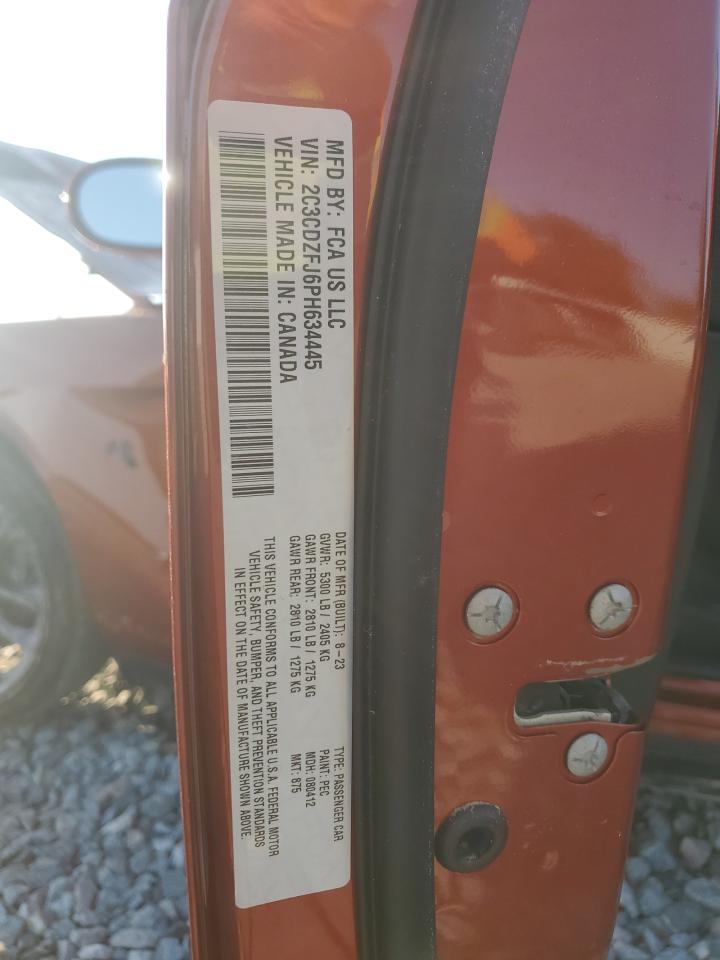 MFD BY: FCA US LLC
VIN: 2C3CDZFJ6PH634445
VEHICLE MADE IN: CANADA
DATE OF MFR (BUILT): 8-23
GVWR: 5300 LB / 2405 KG
GAWR FRONT: 2810 LB / 1275 KG
GAWR REAR: 2810 LB / 1275 KG
THIS VEHICLE CONFORMS TO ALL APPLICABLE U.S.A. FEDERAL MOTOR
VEHICLE SAFETY, BUMPER, AND THEFT PREVENTION STANDARDS
IN EFFECT ON THE DATE OF MANUFACTURE SHOWN ABOVE.
TYPE: PASSENGER CAR
PAINT: PEC
MDH: 080412
MKT: 875